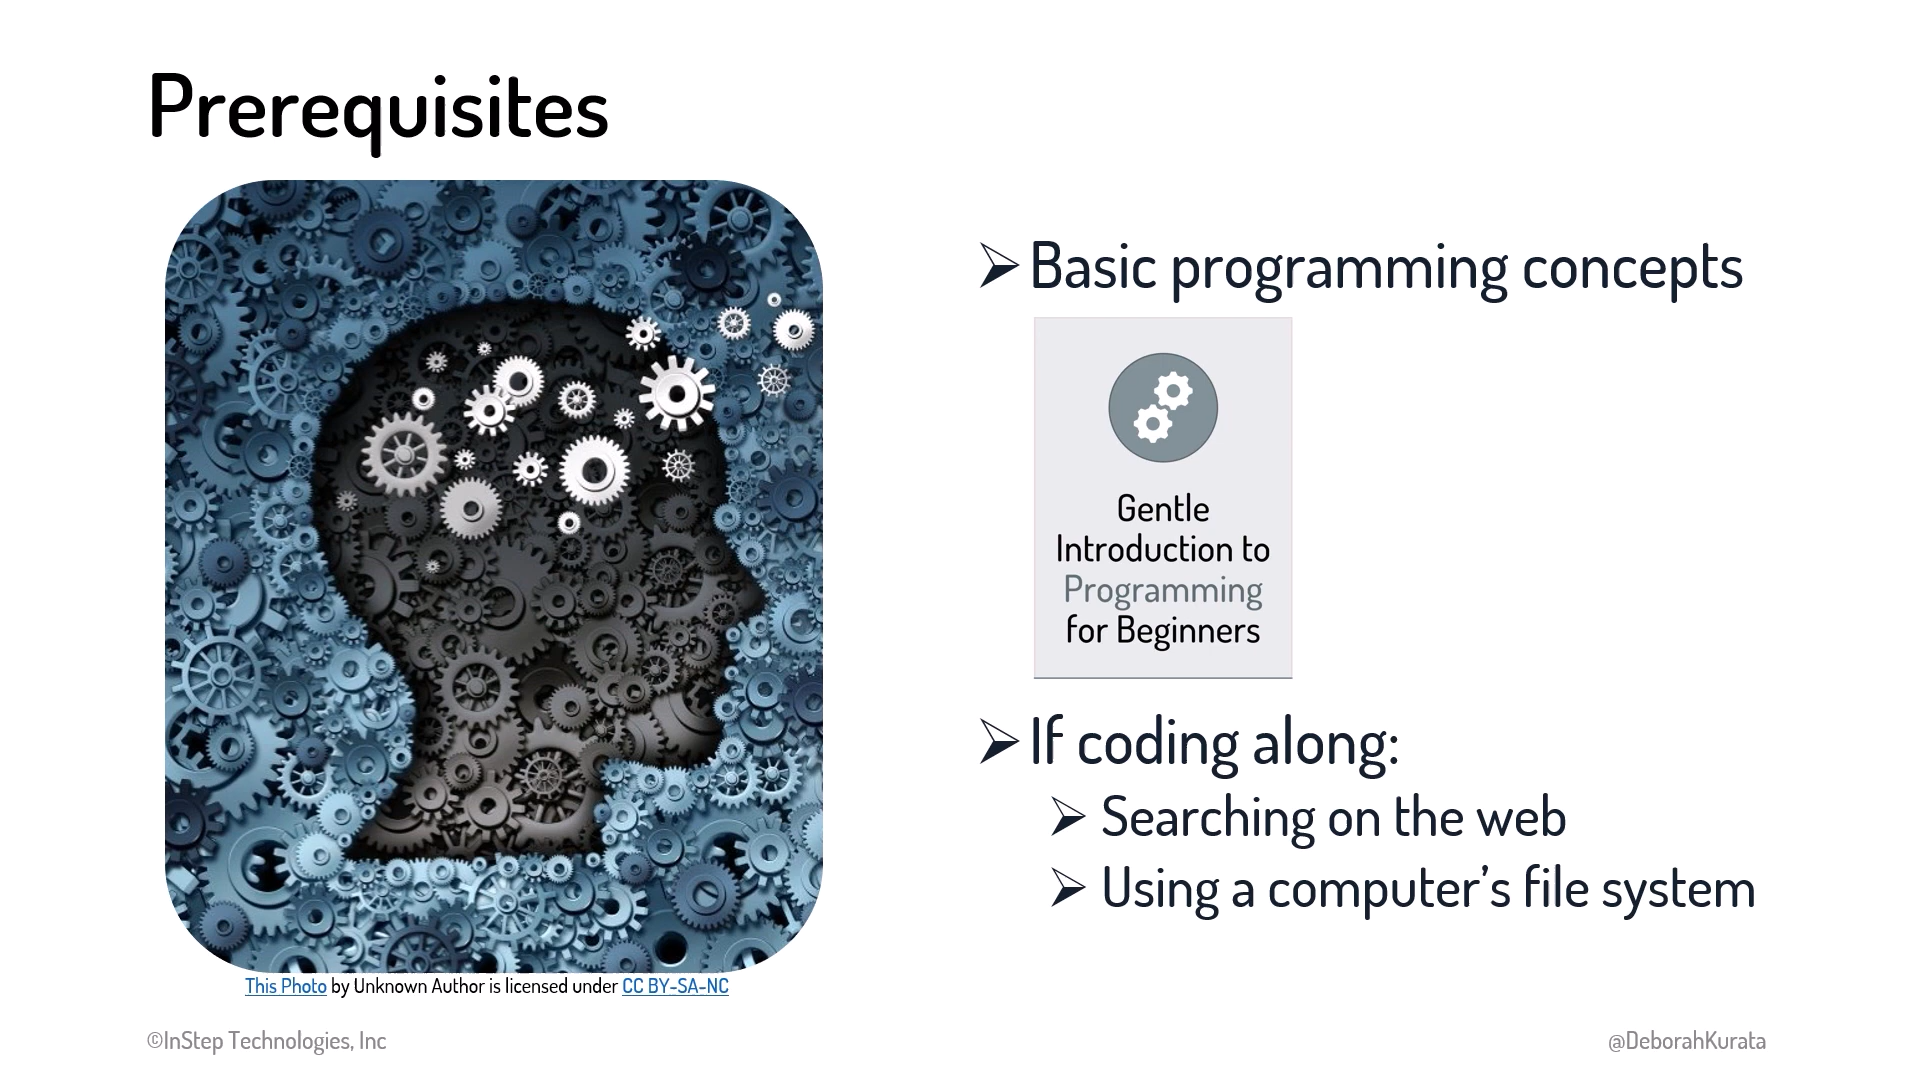 Prerequisites
Basic programming concepts
Gentle
Introduction to
Programming
for Beginners
If coding along:
Searching on the web
Using a computer’s file system
This Photo by Unknown Author is licensed under CC BY-SA-NC
©InStep Technologies, Inc
@DeborahKurata